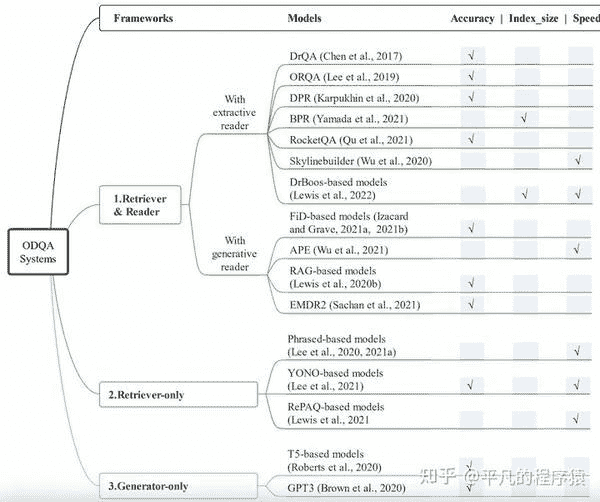 Frameworks Models Accuracy | Index_size | Speed
DrQA (Chen et al., 2017) √
ORQA (Lee et al., 2019) √
With
extractive
reader
DPR (Karpukhin et al., 2020) √
BPR (Yamada et al., 2021) √
RocketQA (Qu et al., 2021) √
Skylinebuilder (Wu et al., 2020) √
DrBoos-based models
(Lewis et al., 2022) √ √
1.Retriever
& Reader
FiD-based models (Izacard
and Grave, 2021a, 2021b) √
With
generative
reader
APE (Wu et al., 2021) √
RAG-based models
(Lewis et al., 2020b) √
EMDR2 (Sachan et al., 2021) √
ODQA
Systems
Phrased-based models
(Lee et al., 2020, 2021a) √
2.Retriever-only
YONO-based models
(Lee et al., 2021) √ √
RePAQ-based models
(Lewis et al., 2021 √
3.Generator-only
T5-based models
(Roberts et al., 2020) √
GPT3 (Brown et al., 2020) √
知乎 @平凡的程序猿